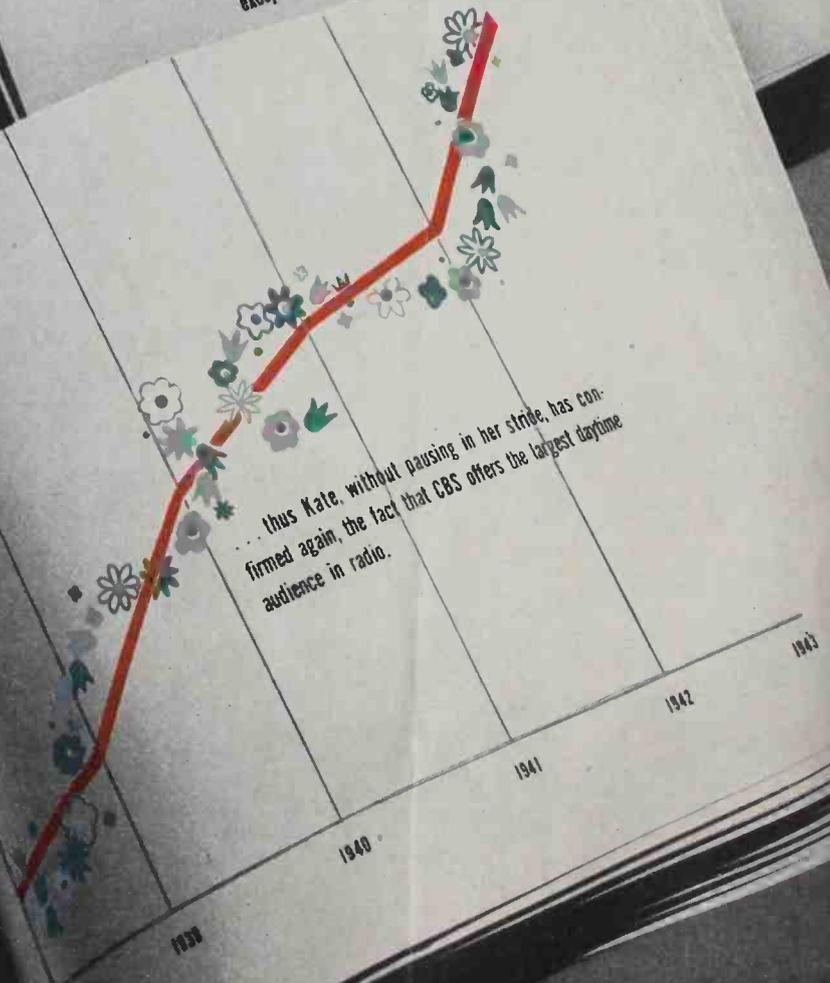 ...thus Kate, without pausing in her stride, has con-
firmed again, the fact that CBS offers the largest daytime
audience in radio.
1939
1940
1941
1942
1943